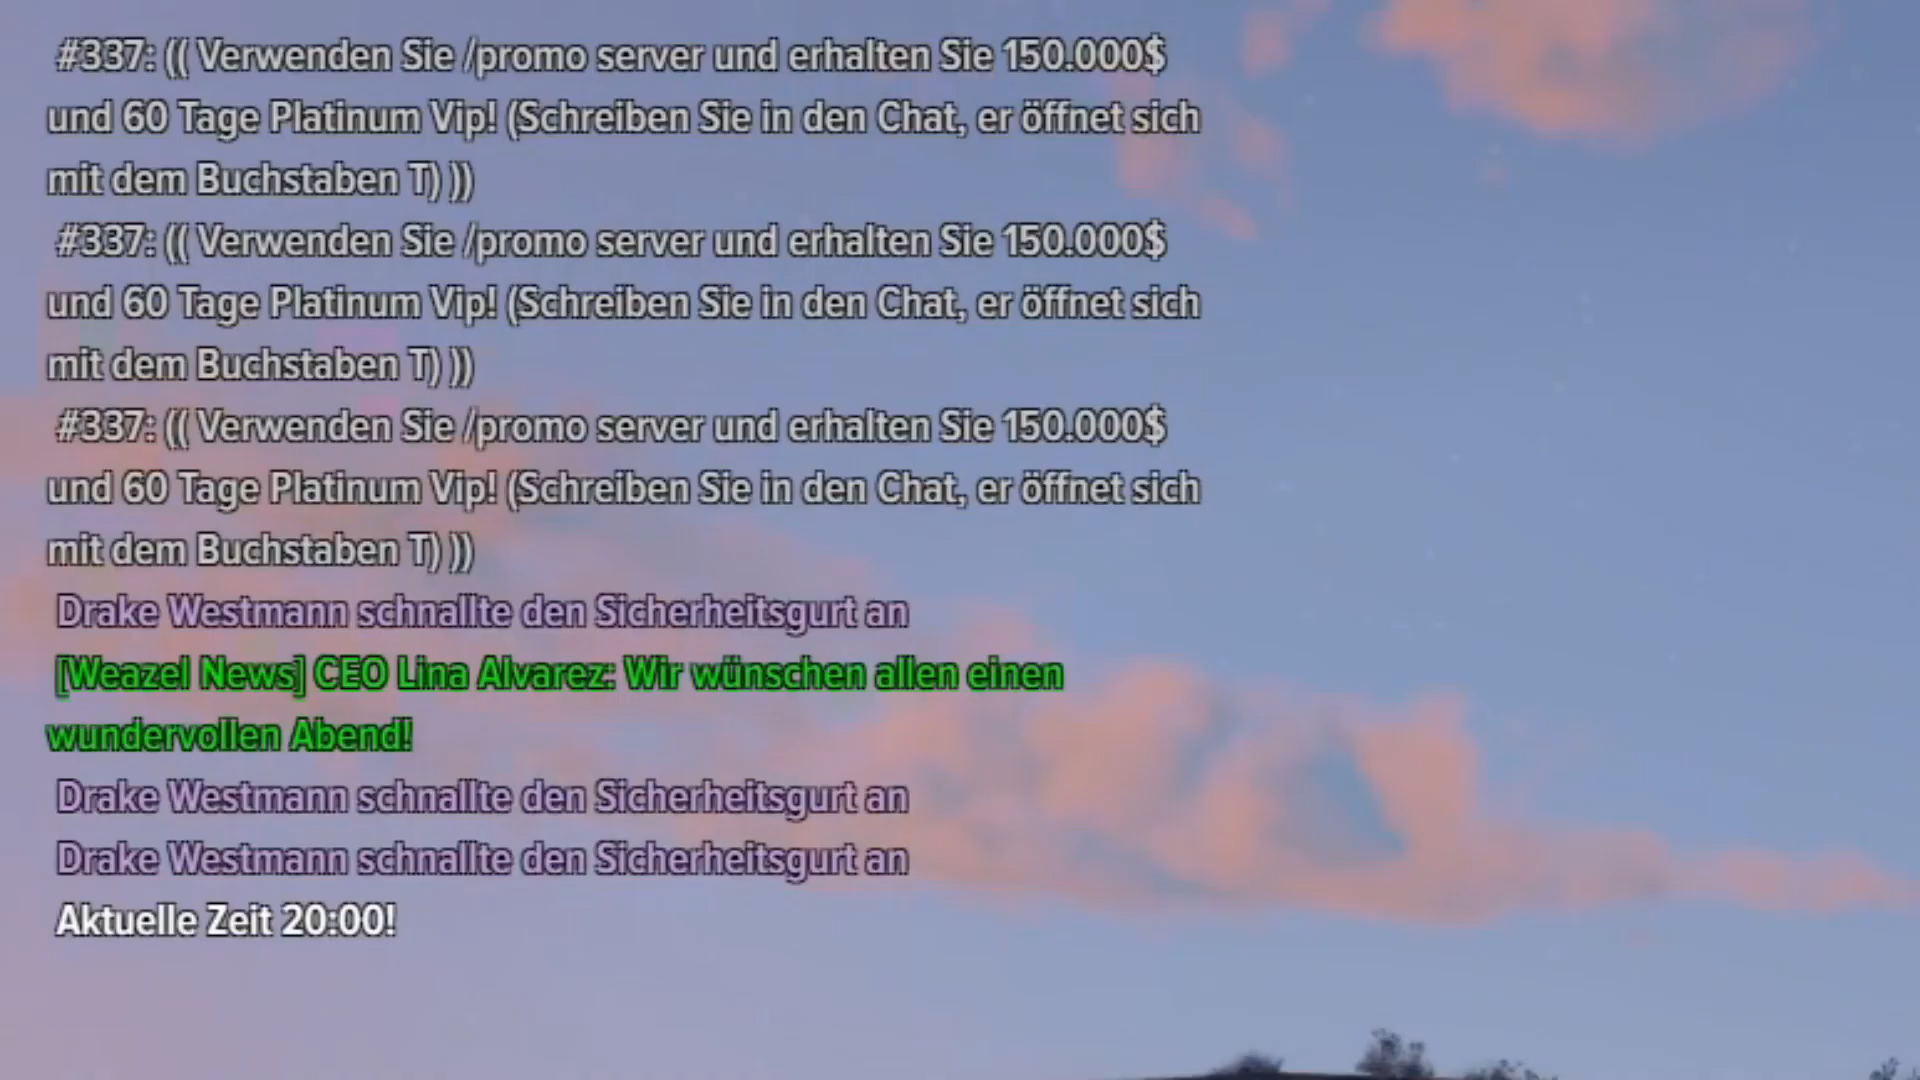 #337: (( Verwenden Sie /promo server und erhalten Sie 150.000$
und 60 Tage Platinum Vip! (Schreiben Sie in den Chat, er öffnet sich
mit dem Buchstaben T) ))
#337: (( Verwenden Sie /promo server und erhalten Sie 150.000$
und 60 Tage Platinum Vip! (Schreiben Sie in den Chat, er öffnet sich
mit dem Buchstaben T) ))
#337: (( Verwenden Sie /promo server und erhalten Sie 150.000$
und 60 Tage Platinum Vip! (Schreiben Sie in den Chat, er öffnet sich
mit dem Buchstaben T) ))
Drake Westmann schnallte den Sicherheitsgurt an
[Weazel News] CEO Lina Alvarez: Wir wünschen allen einen
wundervollen Abend!
Drake Westmann schnallte den Sicherheitsgurt an
Drake Westmann schnallte den Sicherheitsgurt an
Aktuelle Zeit 20:00!